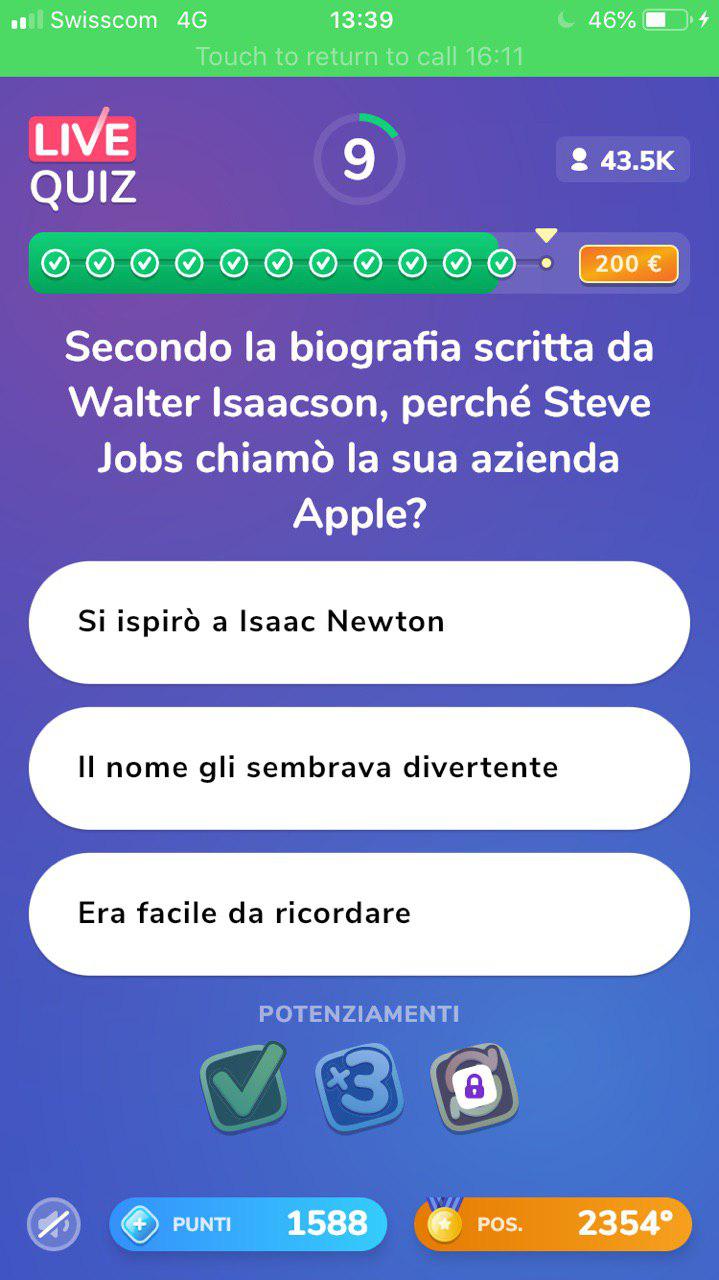 Swisscom 4G 13:39 46%
Touch to return to call 16:11
LIVE
QUIZ
9
43.5K
200 €
Secondo la biografia scritta da
Walter Isaacson, perché Steve
Jobs chiamò la sua azienda
Apple?
Si ispirò a Isaac Newton
Il nome gli sembrava divertente
Era facile da ricordare
POTENZIAMENTI
×3
PUNTI 1588
POS. 2354°